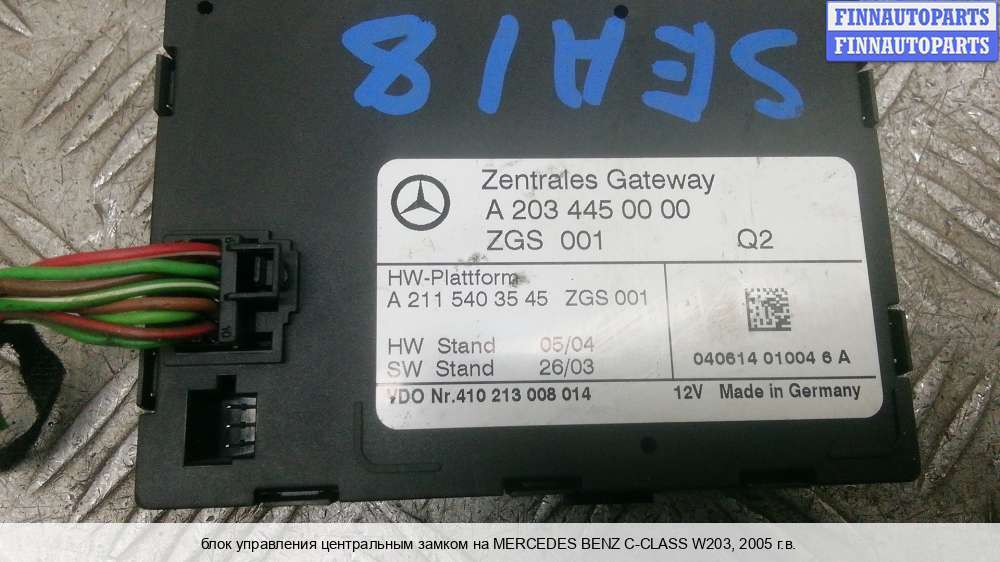 FINNAUTOPARTS
FINNAUTOPARTS
SEA18
Zentrales Gateway
A 203 445 00 00
ZGS 001 Q2
HW-Plattform
A 211 540 35 45 ZGS 001
HW Stand 05/04
SW Stand 26/03
040614 01004 6 A
VDO Nr.410 213 008 014 12V Made in Germany
10
блок управления центральным замком на MERCEDES BENZ C-CLASS W203, 2005 г.в.